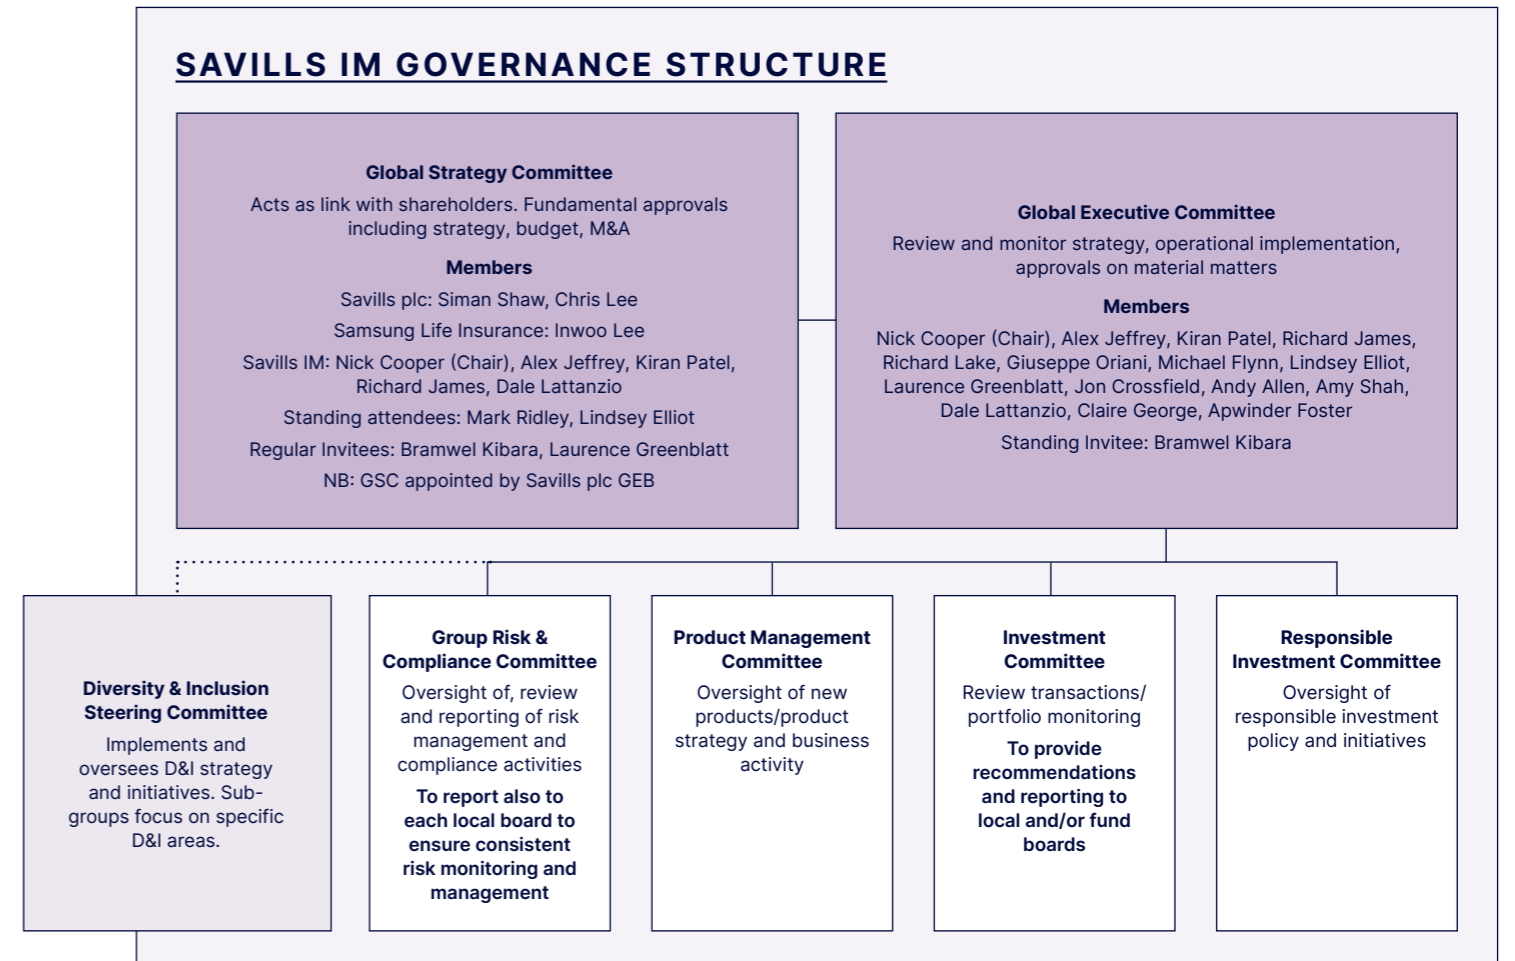 SAVILLS IM GOVERNANCE STRUCTURE
Global Strategy Committee
Acts as link with shareholders. Fundamental approvals
including strategy, budget, M&A
Members
Savills plc: Siman Shaw, Chris Lee
Samsung Life Insurance: Inwoo Lee
Savills IM: Nick Cooper (Chair), Alex Jeffrey, Kiran Patel,
Richard James, Dale Lattanzio
Standing attendees: Mark Ridley, Lindsey Elliot
Regular Invitees: Bramwel Kibara, Laurence Greenblatt
NB: GSC appointed by Savills plc GEB
Global Executive Committee
Review and monitor strategy, operational implementation,
approvals on material matters
Members
Nick Cooper (Chair), Alex Jeffrey, Kiran Patel, Richard James,
Richard Lake, Giuseppe Oriani, Michael Flynn, Lindsey Elliot,
Laurence Greenblatt, Jon Crossfield, Andy Allen, Amy Shah,
Dale Lattanzio, Claire George, Apwinder Foster
Standing Invitee: Bramwel Kibara
Diversity & Inclusion
Steering Committee
Implements and
oversees D&I strategy
and initiatives. Sub-
groups focus on specific
D&I areas.
Group Risk &
Compliance Committee
Oversight of, review
and reporting of risk
management and
compliance activities
To report also to
each local board to
ensure consistent
risk monitoring and
management
Product Management
Committee
Oversight of new
products/product
strategy and business
activity
Investment
Committee
Review transactions/
portfolio monitoring
To provide
recommendations
and reporting to
local and/or fund
boards
Responsible
Investment Committee
Oversight of
responsible investment
policy and initiatives